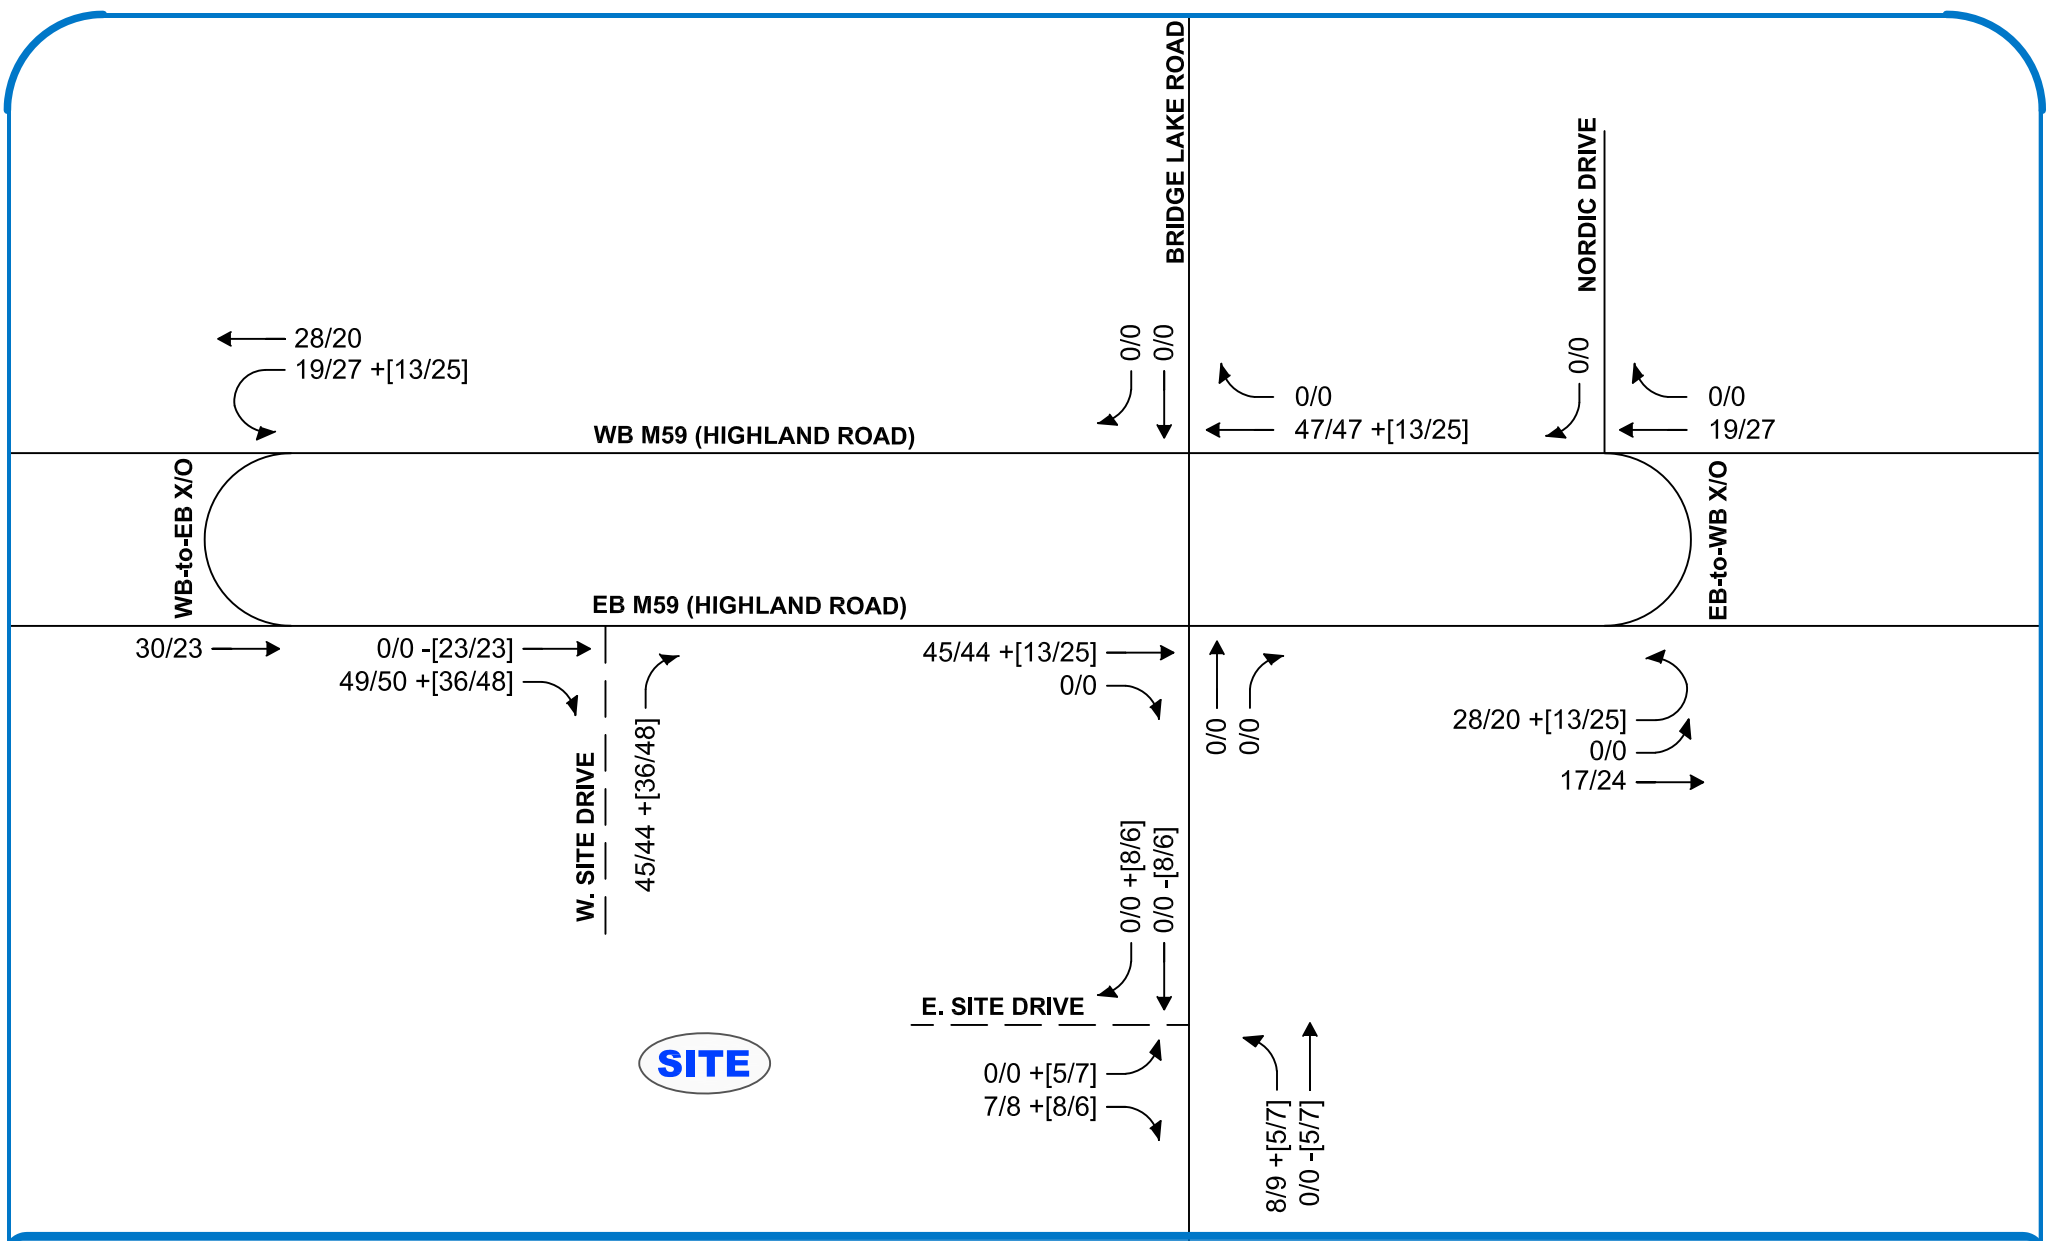 BRIDGE LAKE ROAD
NORDIC DRIVE
28/20
19/27 +[13/25]
0/0
0/0
0/0
47/47 +[13/25]
0/0
0/0
19/27
WB M59 (HIGHLAND ROAD)
WB-to-EB X/O
EB-to-WB X/O
EB M59 (HIGHLAND ROAD)
30/23
0/0 -[23/23]
49/50 +[36/48]
45/44 +[36/48]
W. SITE DRIVE
45/44 +[13/25]
0/0
0/0
0/0
28/20 +[13/25]
0/0
17/24
0/0 +[8/6]
0/0 -[8/6]
E. SITE DRIVE
SITE
0/0 +[5/7]
7/8 +[8/6]
8/9 +[5/7]
0/0 -[5/7]